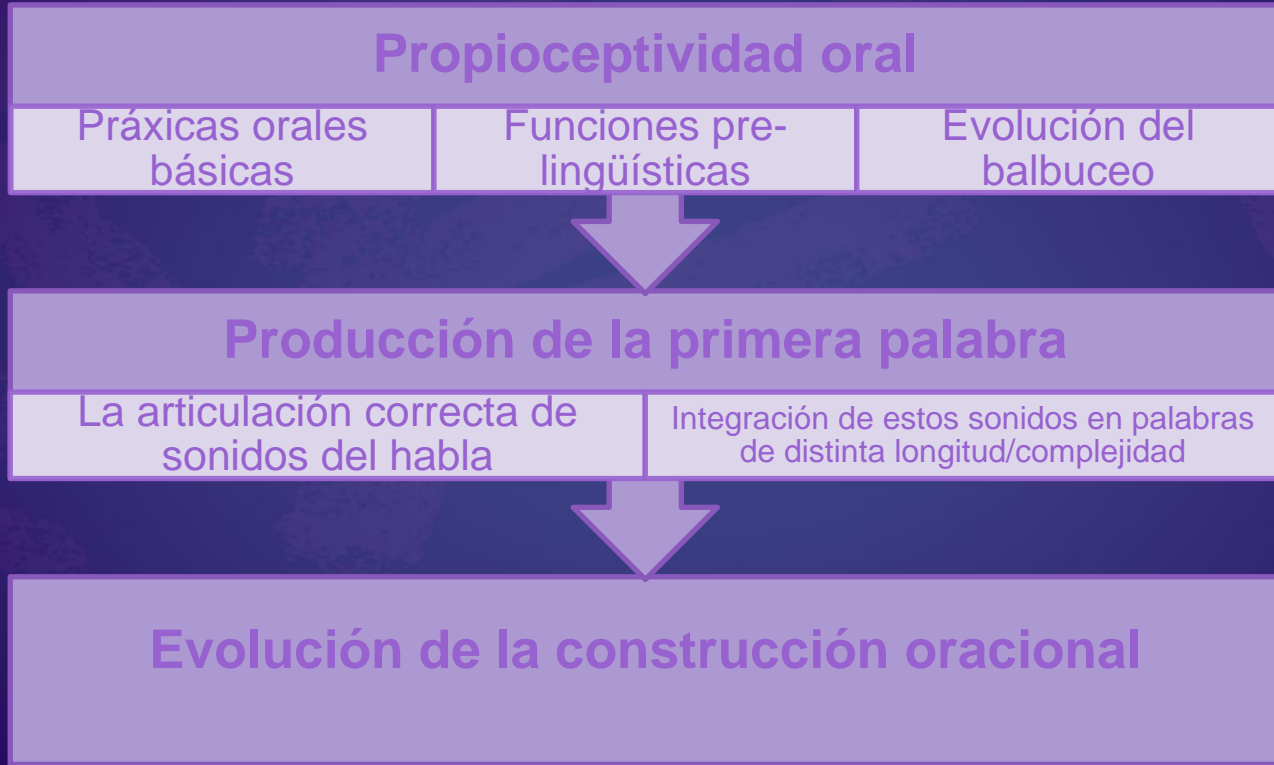 Propioceptividad oral
Práxicas orales
básicas
Funciones pre-
lingüísticas
Evolución del
balbuceo
Producción de la primera palabra
La articulación correcta de
sonidos del habla
Integración de estos sonidos en palabras
de distinta longitud/complejidad
Evolución de la construcción oracional